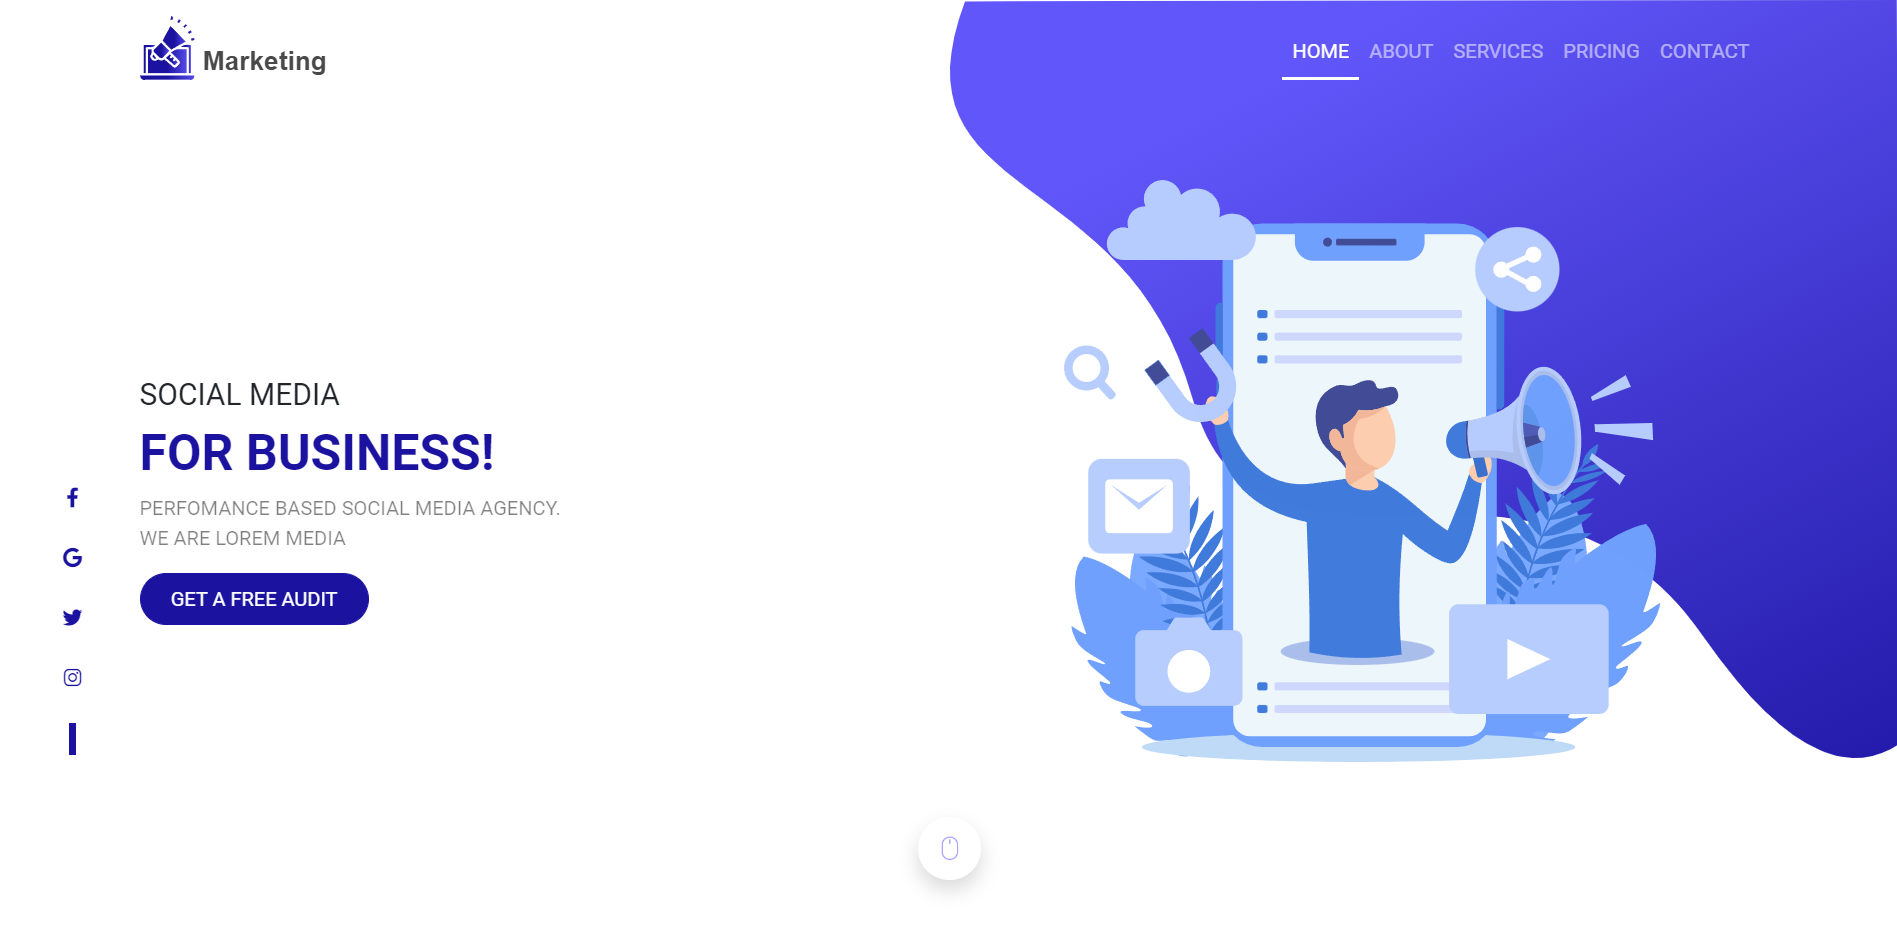 Marketing
HOME ABOUT SERVICES PRICING CONTACT
SOCIAL MEDIA
FOR BUSINESS!
PERFOMANCE BASED SOCIAL MEDIA AGENCY.
WE ARE LOREM MEDIA
GET A FREE AUDIT